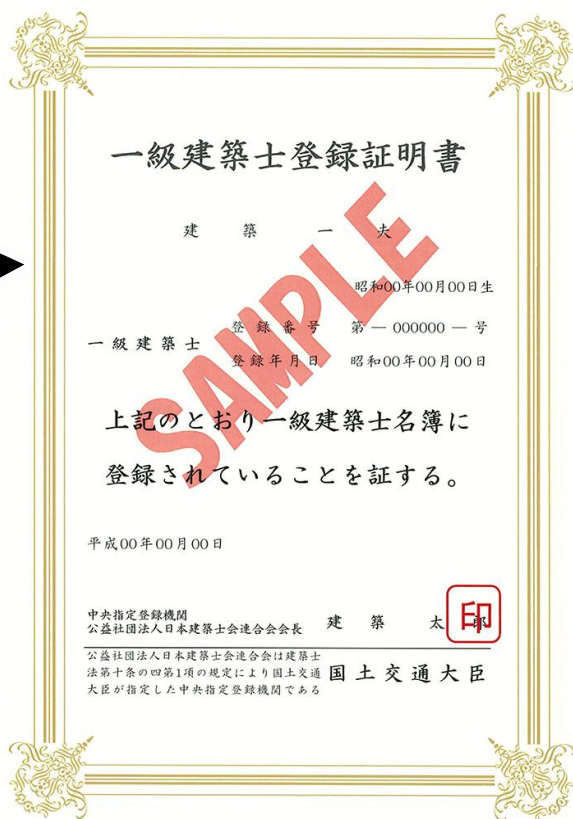 一級建築士登録証明書
建築一夫
昭和00年00月00日生
一級建築士
登録番号 第―000000―号
登録年月日 昭和00年00月00日
上記のとおり一級建築士名簿に
登録されていることを証する。
平成00年00月00日
中央指定登録機関
公益社団法人日本建築士会連合会会長 建築太郎
印
公益社団法人日本建築士会連合会は建築士
法第十条の四第1項の規定により国土交通
大臣が指定した中央指定登録機関である
国土交通大臣
SAMPLE